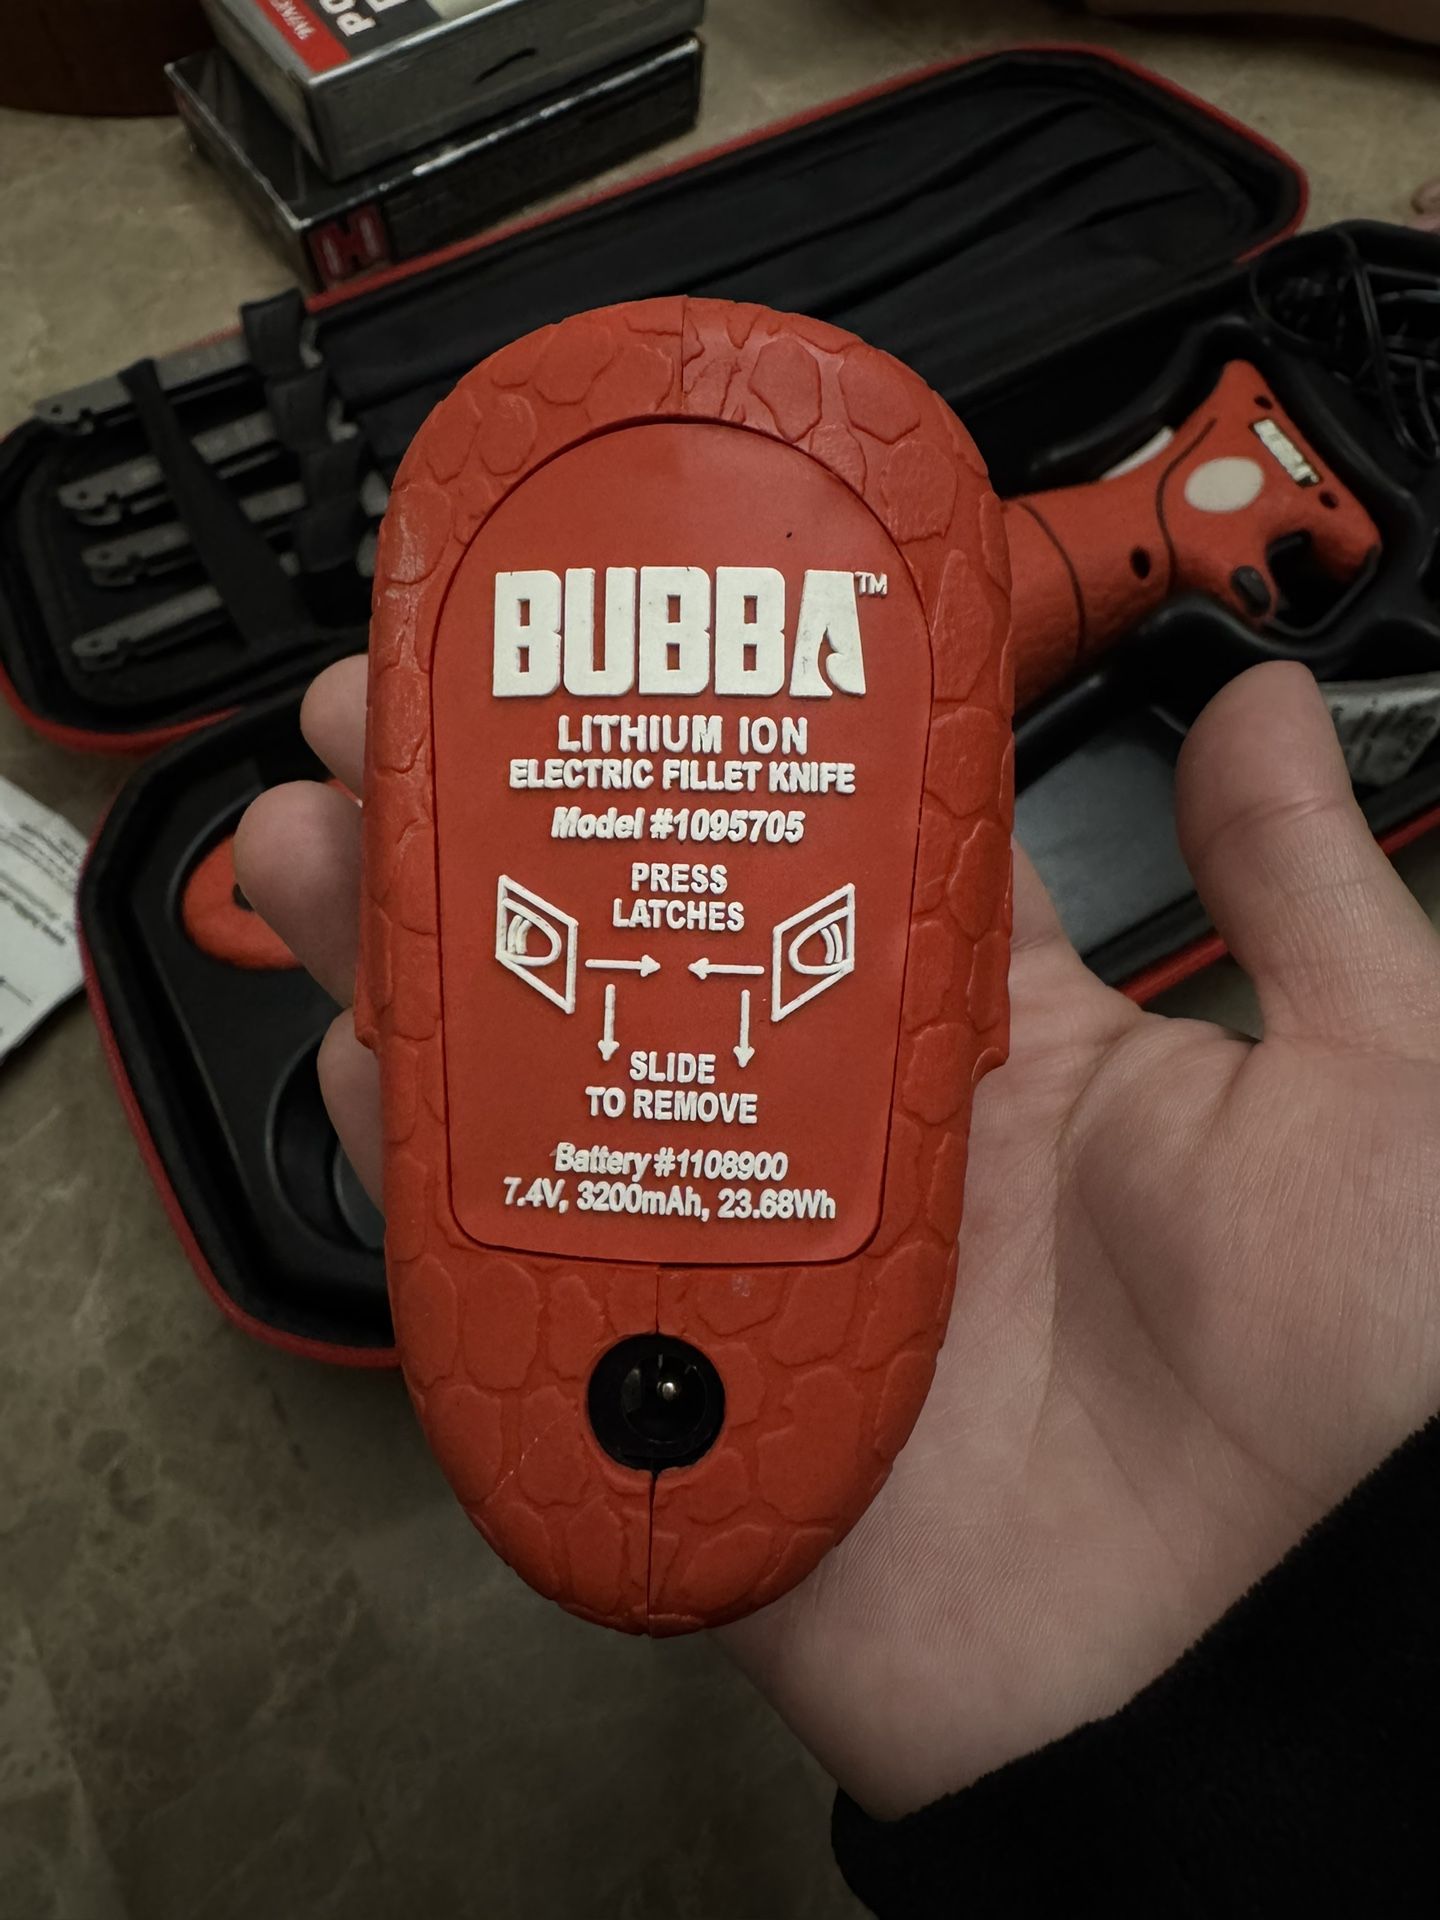 BUBBA™
LITHIUM ION
ELECTRIC FILLET KNIFE
Model #1095705
PRESS
LATCHES
SLIDE
TO REMOVE
Battery #1108900
7.4V, 3200mAh, 23.68Wh
BUBBA